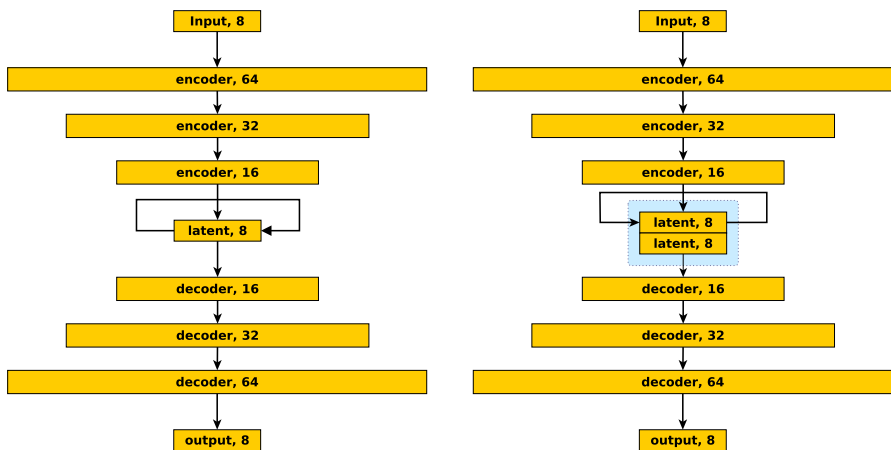 Input, 8
encoder, 64
encoder, 32
encoder, 16
latent, 8
decoder, 16
decoder, 32
decoder, 64
output, 8
Input, 8
encoder, 64
encoder, 32
encoder, 16
latent, 8
latent, 8
decoder, 16
decoder, 32
decoder, 64
output, 8